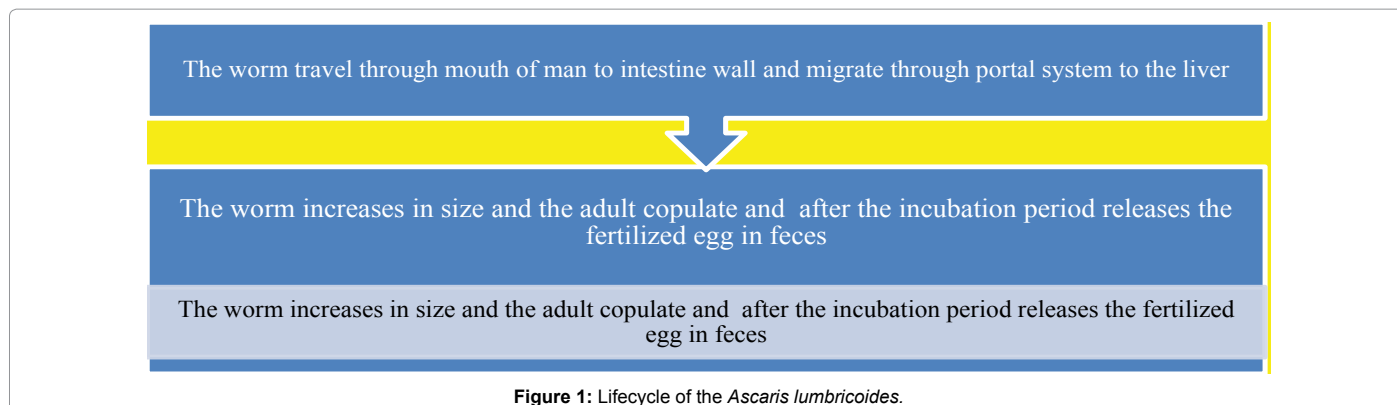 The worm travel through mouth of man to intestine wall and migrate through portal system to the liver
The worm increases in size and the adult copulate and after the incubation period releases the
fertilized egg in feces
The worm increases in size and the adult copulate and after the incubation period releases the fertilized
egg in feces
Figure 1: Lifecycle of the Ascaris lumbricoides.